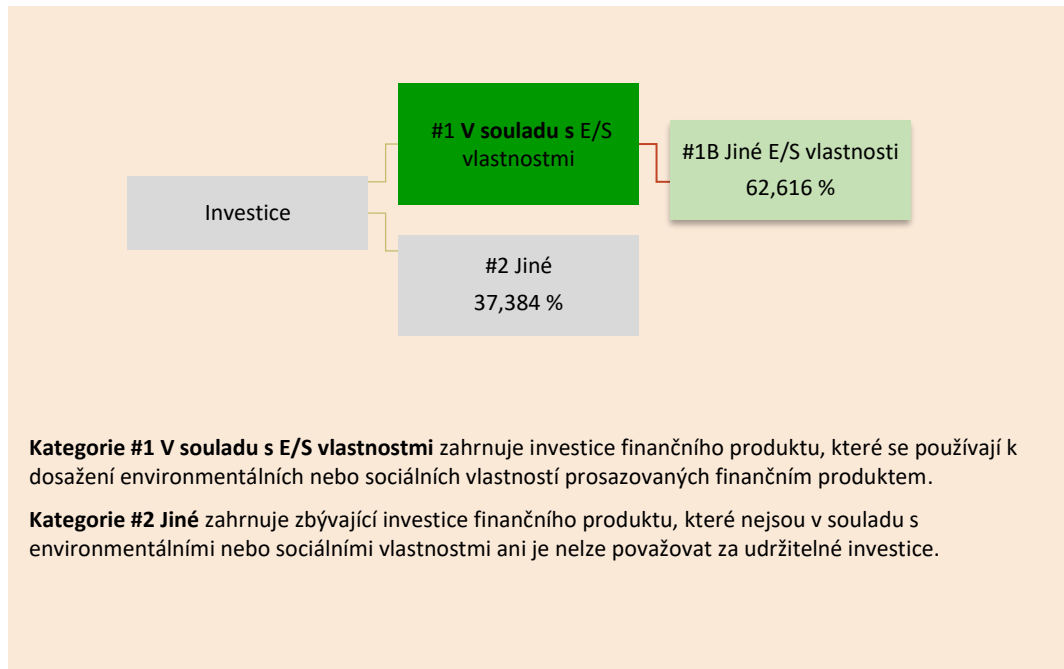 #1 V souladu s E/S
vlastnostmi
#1B Jiné E/S vlastnosti
62,616 %
Investice
#2 Jiné
37,384 %
Kategorie #1 V souladu s E/S vlastnostmi zahrnuje investice finančního produktu, které se používají k
dosažení environmentálních nebo sociálních vlastností prosazovaných finančním produktem.
Kategorie #2 Jiné zahrnuje zbývající investice finančního produktu, které nejsou v souladu s
environmentálními nebo sociálními vlastnostmi ani je nelze považovat za udržitelné investice.